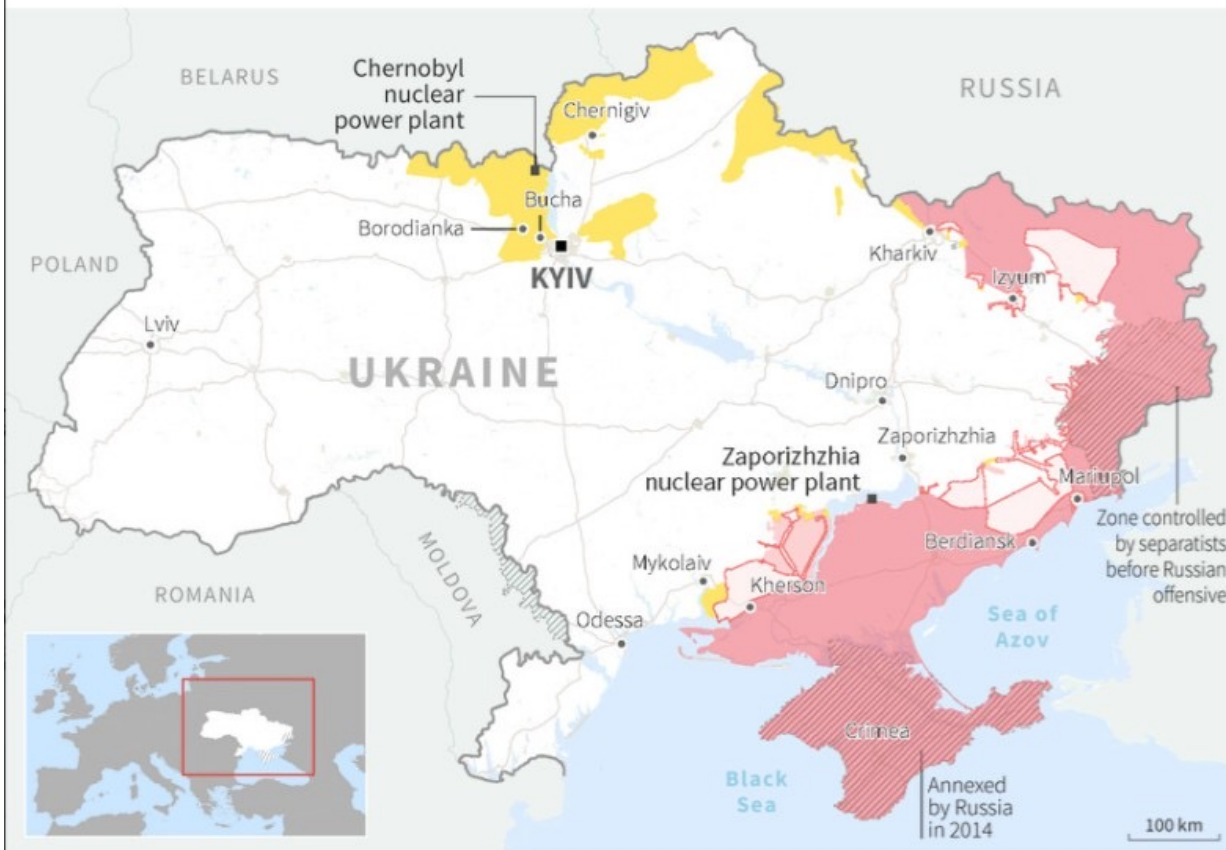 BELARUS
Chernobyl
nuclear
power plant
Chernigiv
RUSSIA
Bucha
Borodianka
POLAND
KYIV
Kharkiv
Izyum
Lviv
UKRAINE
Dnipro
Zaporizhzhia
Zaporizhzhia
nuclear power plant
Mariupol
Zone controlled
by separatists
before Russian
offensive
Berdiansk
MOLDOVA
Mykolaiv
Kherson
ROMANIA
Odessa
Sea of
Azov
Crimea
Black
Sea
Annexed
by Russia
in 2014
100 km